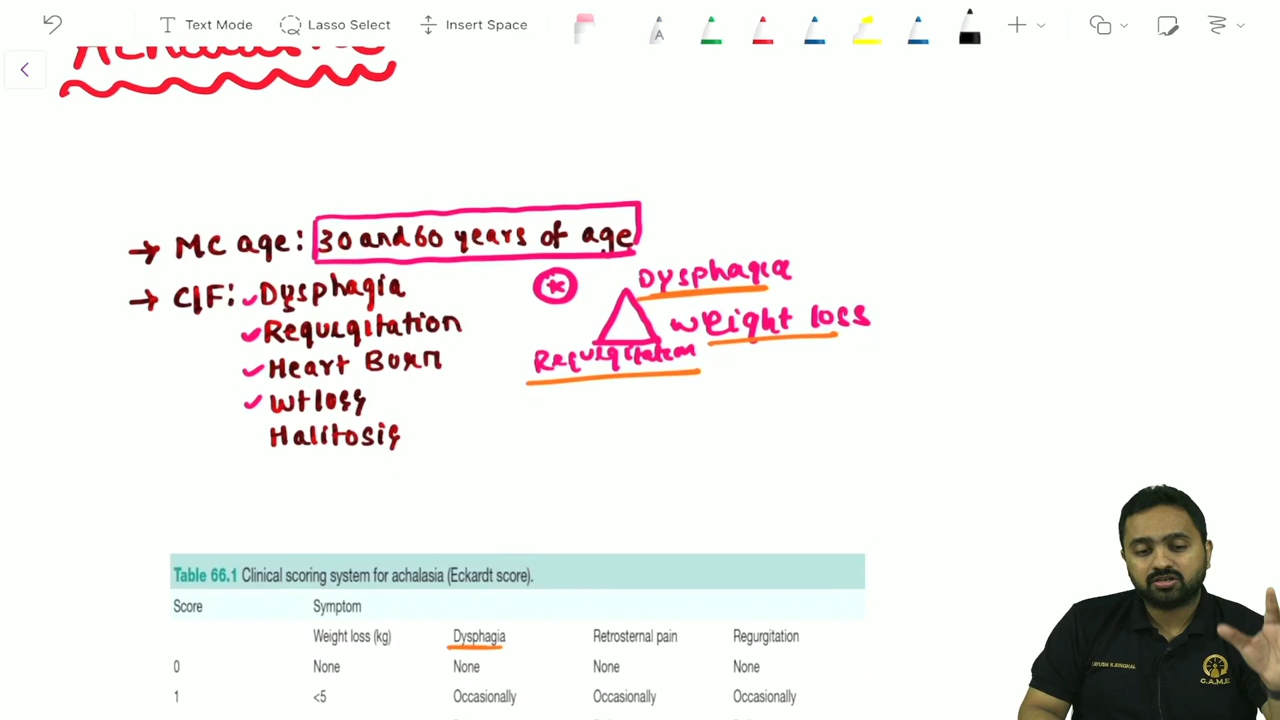 Text Mode Lasso Select Insert Space
Achalasia
→ MC age: 30 and 60 years of age
→ C/F: ✓Dysphagia
✓Regurgitation
✓Heart Born
✓wt loss
Halitosis
* Dysphagia
weight loss
Regurgitation
Table 66.1 Clinical scoring system for achalasia (Eckardt score).
Score Symptom
Weight loss (kg) Dysphagia Retrosternal pain Regurgitation
0 None None None None
1 <5 Occasionally Occasionally Occasionally
G.A.M.E